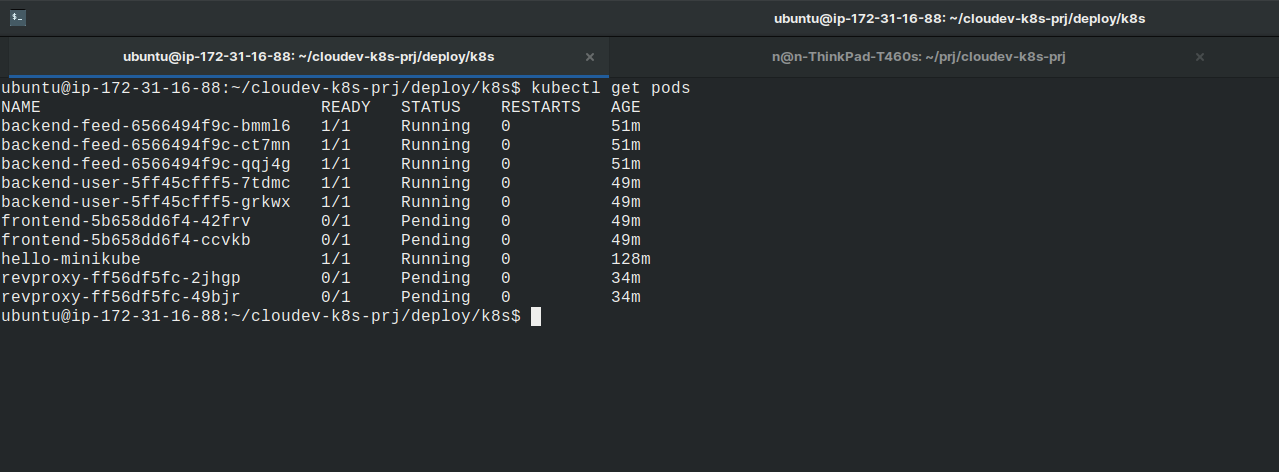 $_
ubuntu@ip-172-31-16-88: ~/cloudev-k8s-prj/deploy/k8s
ubuntu@ip-172-31-16-88: ~/cloudev-k8s-prj/deploy/k8s ×
n@n-ThinkPad-T460s: ~/prj/cloudev-k8s-prj ×
ubuntu@ip-172-31-16-88:~/cloudev-k8s-prj/deploy/k8s$ kubectl get pods
NAME                            READY   STATUS    RESTARTS   AGE
backend-feed-6566494f9c-bmml6   1/1     Running   0          51m
backend-feed-6566494f9c-ct7mn   1/1     Running   0          51m
backend-feed-6566494f9c-qqj4g   1/1     Running   0          51m
backend-user-5ff45cfff5-7tdmc   1/1     Running   0          49m
backend-user-5ff45cfff5-grkwx   1/1     Running   0          49m
frontend-5b658dd6f4-42frv       0/1     Pending   0          49m
frontend-5b658dd6f4-ccvkb       0/1     Pending   0          49m
hello-minikube                  1/1     Running   0          128m
revproxy-ff56df5fc-2jhgp        0/1     Pending   0          34m
revproxy-ff56df5fc-49bjr        0/1     Pending   0          34m
ubuntu@ip-172-31-16-88:~/cloudev-k8s-prj/deploy/k8s$